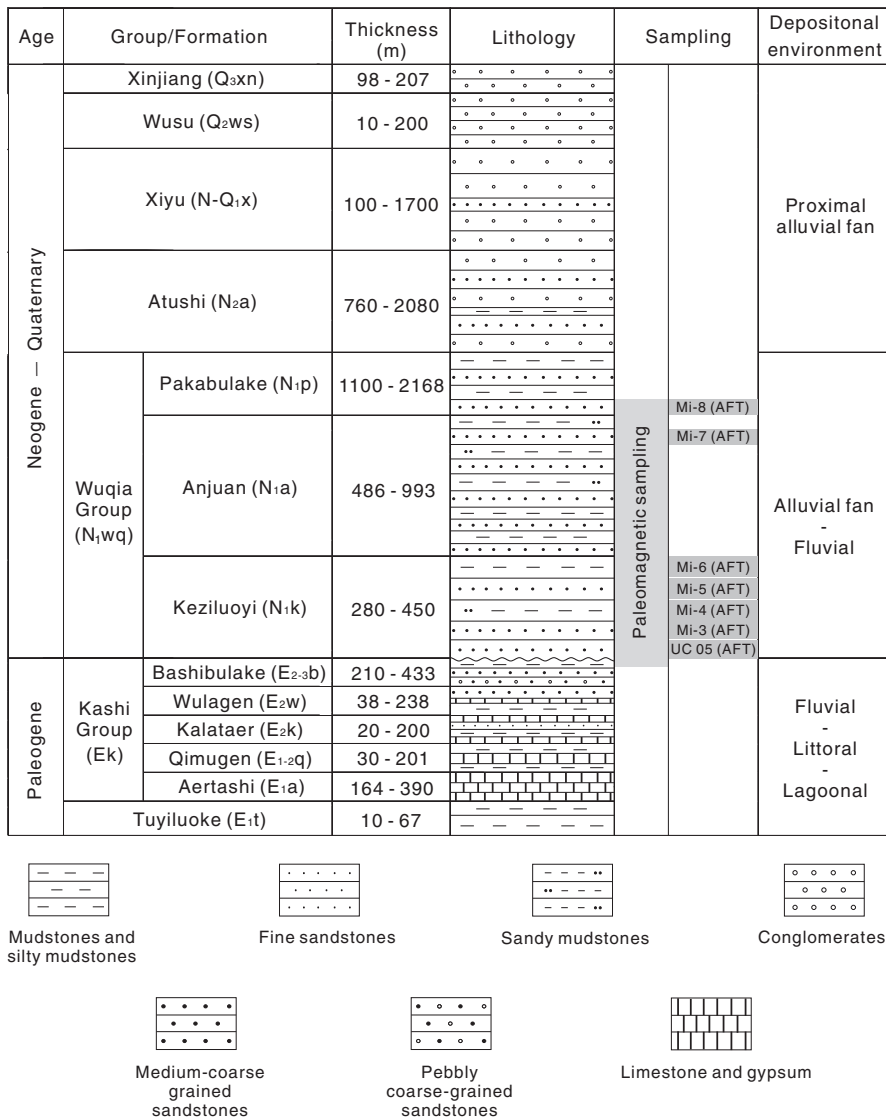 Age
Group/Formation
Thickness
(m)
Lithology
Sampling
Depositonal
environment
Neogene — Quaternary
Xinjiang (Q₃xn)
98 - 207
Wusu (Q₂ws)
10 - 200
Xiyu (N-Q₁x)
100 - 1700
Atushi (N₂a)
760 - 2080
Proximal
alluvial fan
Wuqia
Group
(N₁wq)
Pakabulake (N₁p)
1100 - 2168
Anjuan (N₁a)
486 - 993
Keziluoyi (N₁k)
280 - 450
Paleomagnetic sampling
Mi-8 (AFT)
Mi-7 (AFT)
Mi-6 (AFT)
Mi-5 (AFT)
Mi-4 (AFT)
Mi-3 (AFT)
UC 05 (AFT)
Alluvial fan
-
Fluvial
Paleogene
Kashi
Group
(Ek)
Bashibulake (E₂₋₃b)
210 - 433
Wulagen (E₂w)
38 - 238
Kalataer (E₂k)
20 - 200
Qimugen (E₁₋₂q)
30 - 201
Aertashi (E₁a)
164 - 390
Tuyiluoke (E₁t)
10 - 67
Fluvial
-
Littoral
-
Lagoonal
Mudstones and
silty mudstones
Fine sandstones
Sandy mudstones
Conglomerates
Medium-coarse
grained
sandstones
Pebbly
coarse-grained
sandstones
Limestone and gypsum